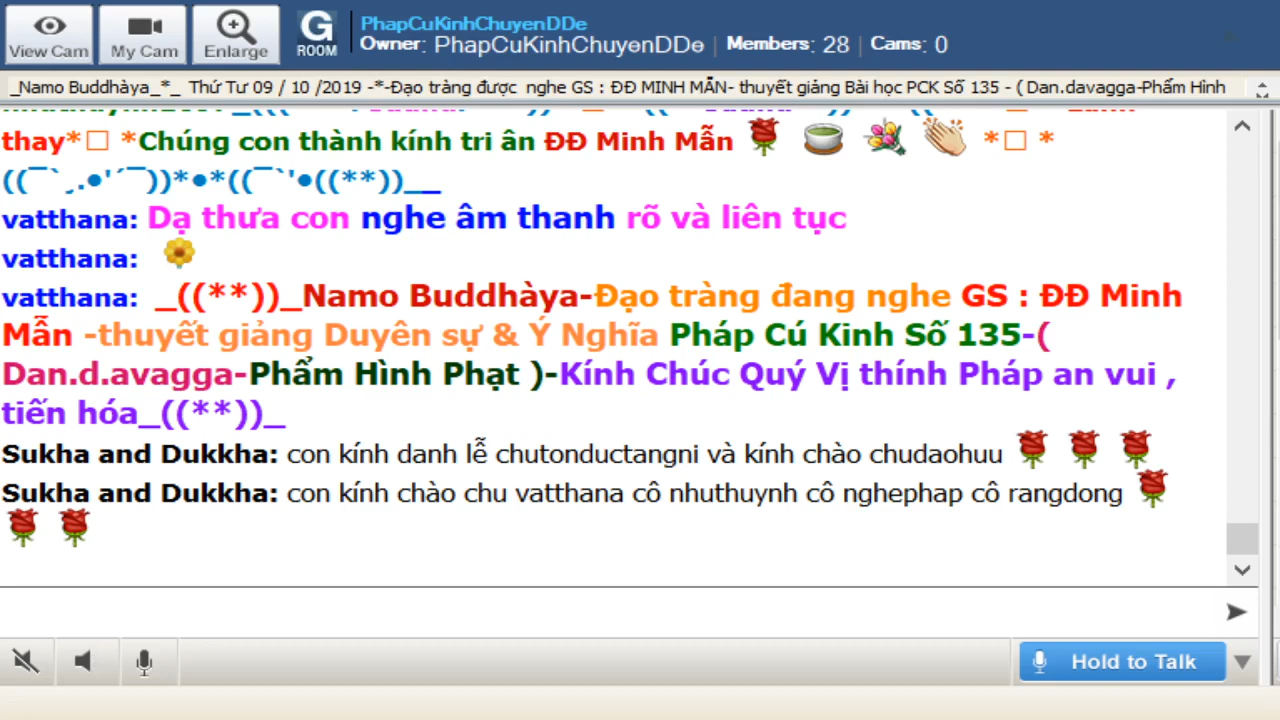 View Cam
My Cam
Enlarge
G
ROOM
PhapCuKinhChuyenDDe
Owner: PhapCuKinhChuyenDDe | Members: 28 | Cams: 0
_Namo Buddhàya_*_ Thứ Tư 09 / 10 /2019 -*-Đạo tràng được nghe GS : ĐĐ MINH MẪN- thuyết giảng Bài học PCK Số 135 - ( Dan.davagga-Phẩm Hình
thay*□ *Chúng con thành kính tri ân ĐĐ Minh Mẫn *□ *
((¯`¸.●'´¯))*●*((¯`'●((**))__
vatthana: Dạ thưa con nghe âm thanh rõ và liên tục
vatthana:
vatthana: _((**))_Namo Buddhàya-Đạo tràng đang nghe GS : ĐĐ Minh
Mẫn -thuyết giảng Duyên sự & Ý Nghĩa Pháp Cú Kinh Số 135-(
Dan.d.avagga-Phẩm Hình Phạt )-Kính Chúc Quý Vị thính Pháp an vui ,
tiến hóa_((**))_
Sukha and Dukkha: con kính danh lễ chutonductangni và kính chào chudaohuu
Sukha and Dukkha: con kính chào chu vatthana cô nhuthuynh cô nghephap cô rangdong
Hold to Talk